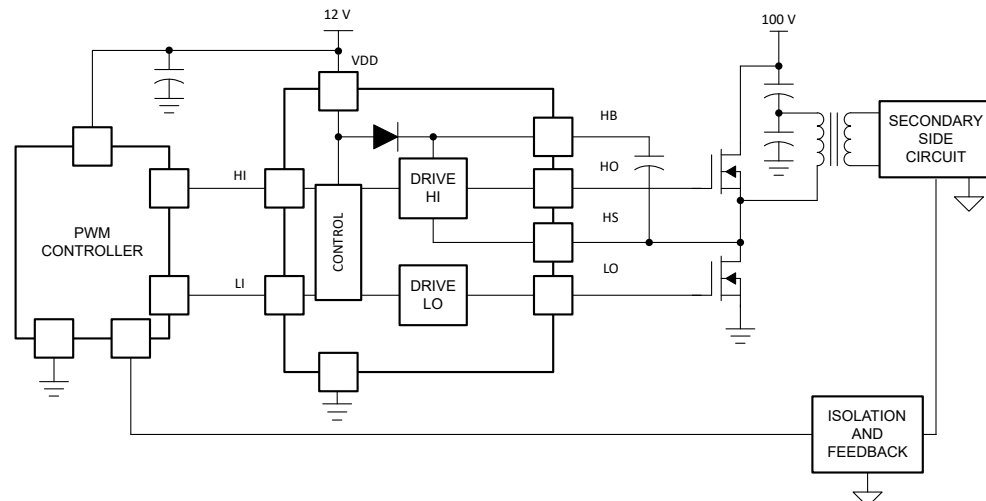 12 V
100 V
VDD
HB
SECONDARY
SIDE
CIRCUIT
HI
DRIVE
HI
HO
PWM
CONTROLLER
CONTROL
HS
LI
DRIVE
LO
LO
ISOLATION
AND
FEEDBACK